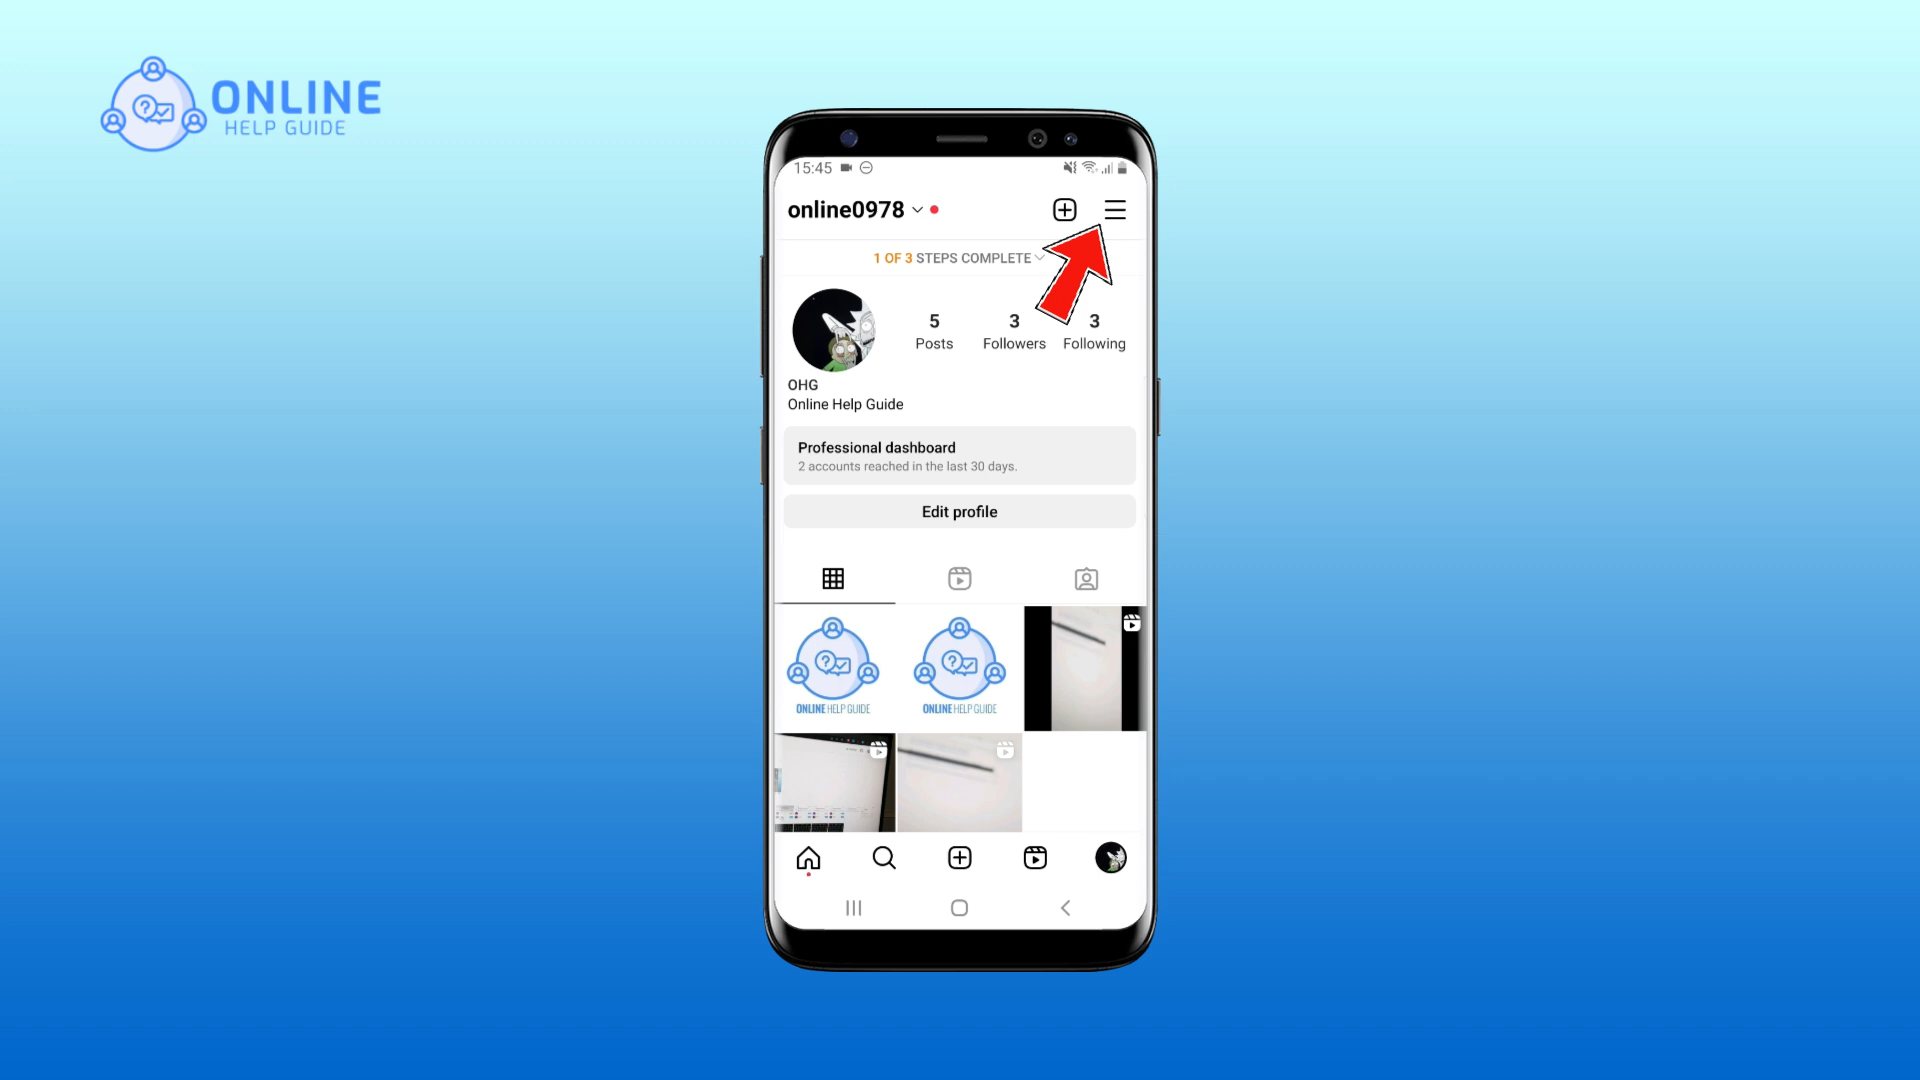 ONLINE
HELP GUIDE
15:45
online0978
1 OF 3 STEPS COMPLETE
5
Posts
3
Followers
3
Following
OHG
Online Help Guide
Professional dashboard
2 accounts reached in the last 30 days.
Edit profile
ONLINE HELP GUIDE
ONLINE HELP GUIDE